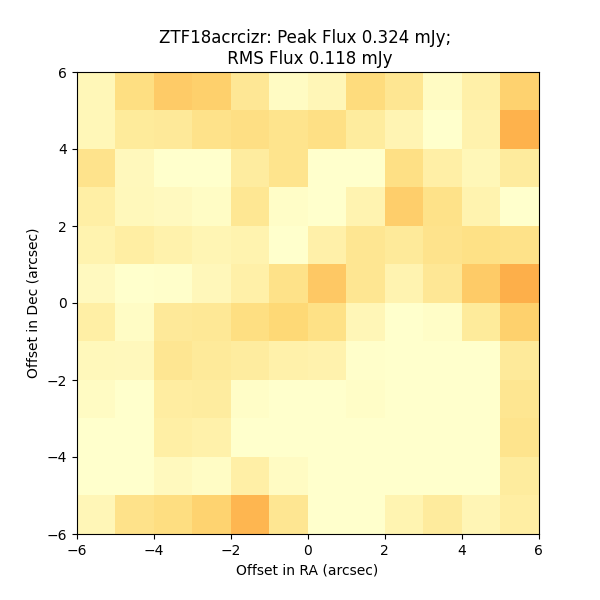 ZTF18acrcizr: Peak Flux 0.324 mJy;
RMS Flux 0.118 mJy
6
4
2
0
−2
−4
−6
Offset in Dec (arcsec)
−6 −4 −2 0 2 4 6
Offset in RA (arcsec)